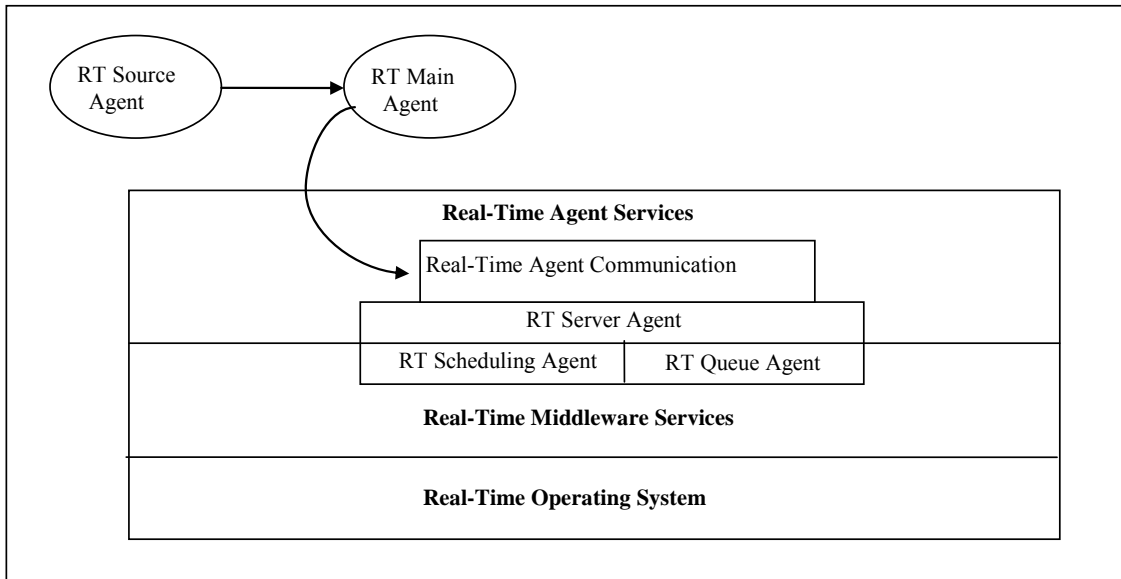 RT Source
Agent
RT Main
Agent
Real-Time Agent Services
Real-Time Agent Communication
RT Server Agent
RT Scheduling Agent
RT Queue Agent
Real-Time Middleware Services
Real-Time Operating System